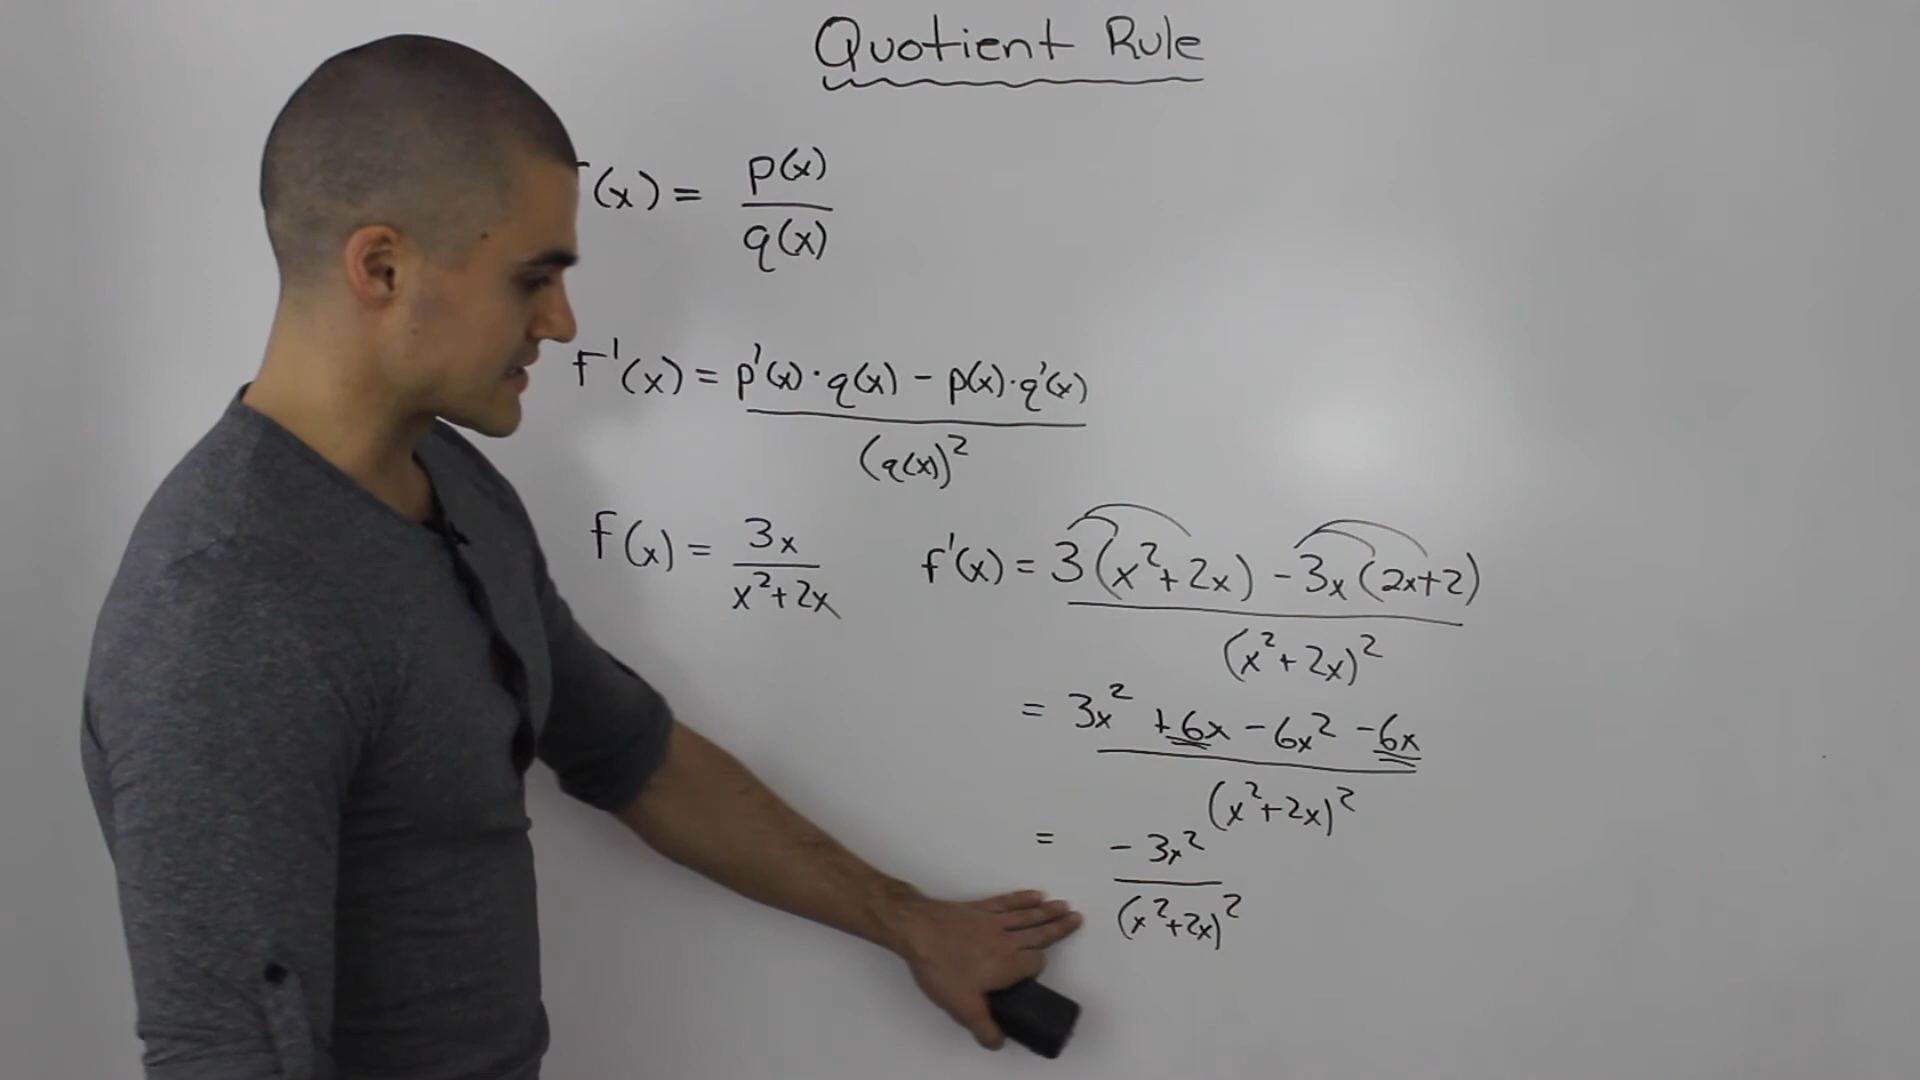 Quotient Rule
(x) = p(x)/q(x)
f'(x) = p'(x)·q(x) - p(x)·q'(x)
(q(x))²
f(x) = 3x/(x²+2x)
f'(x) = 3(x²+2x) - 3x(2x+2)
(x²+2x)²
= 3x² + 6x - 6x² - 6x
(x²+2x)²
= -3x²
(x²+2x)²